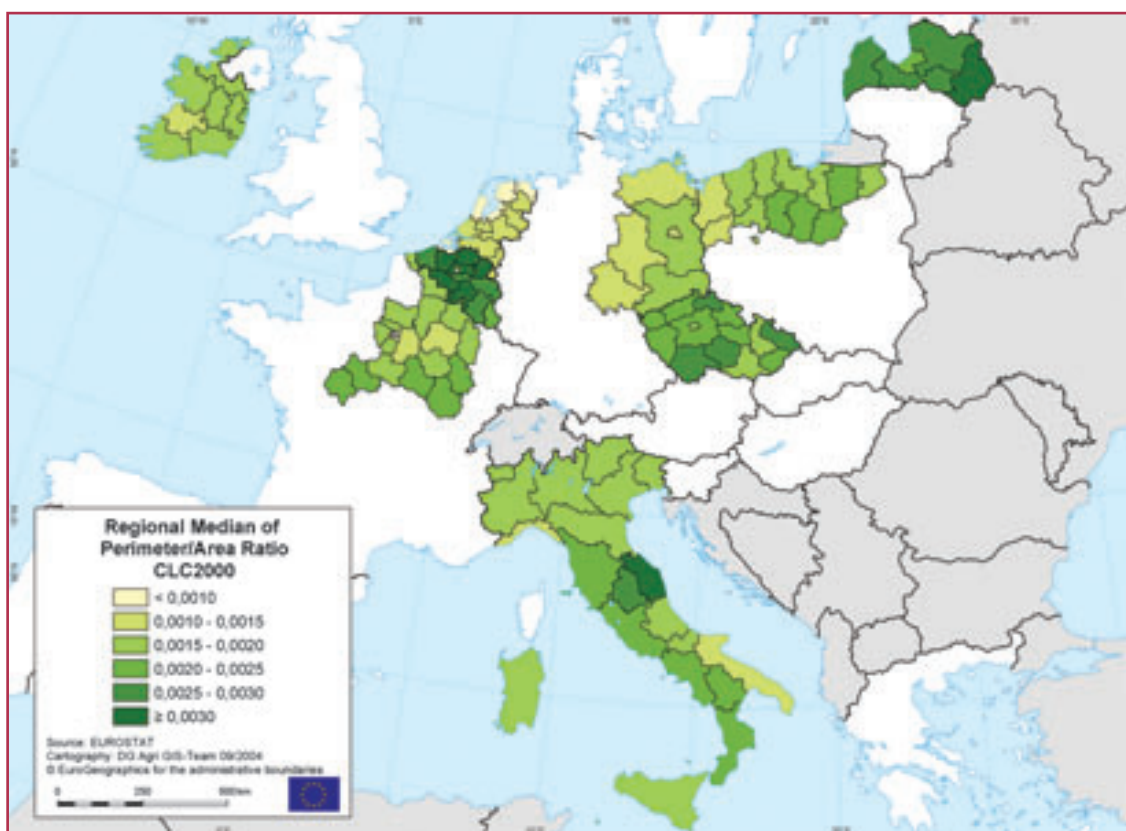 Regional Median of
Perimeter/Area Ratio
CLC2000
< 0,0010
0,0010 - 0,0015
0,0015 - 0,0020
0,0020 - 0,0025
0,0025 - 0,0030
≥ 0,0030
Source: EUROSTAT
Cartography: DG Agri GIS-Team 09/2004
© EuroGeographics for the administrative boundaries
0 250 500 km